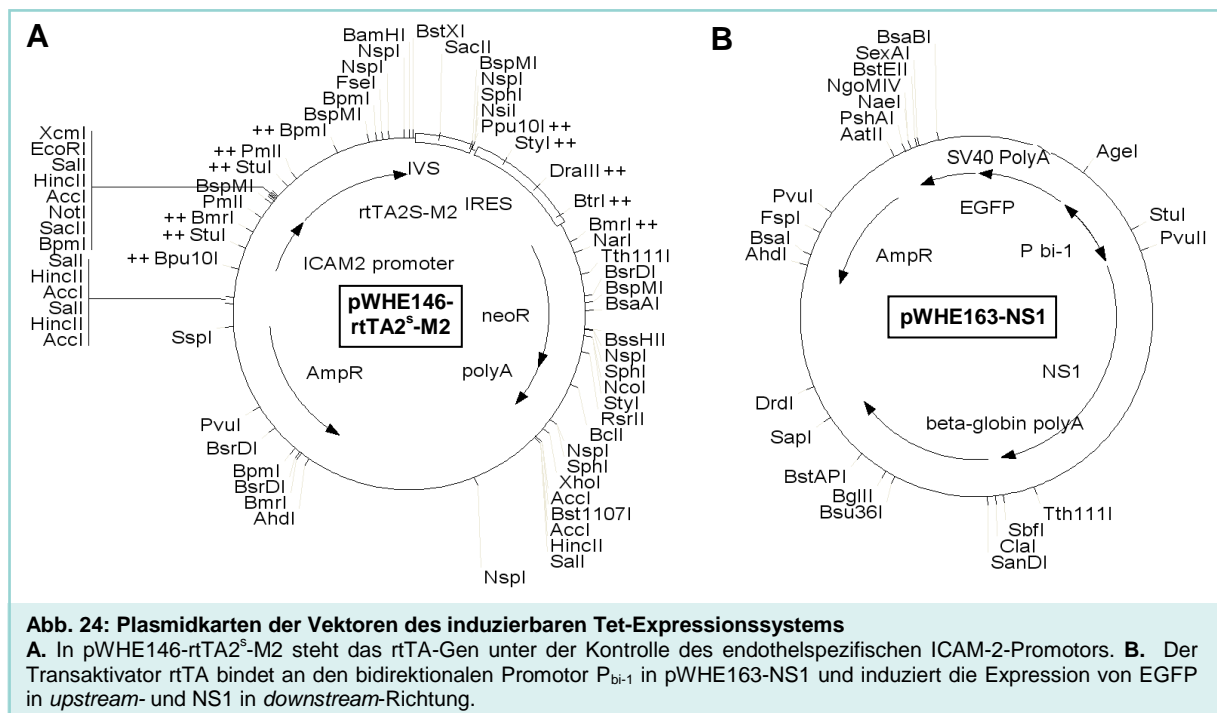 A
BamHI
NspI
NspI
FseI
BpmI
BspMI
++ BpmI
++ PmlI
++ StuI
BspMI
PmlI
++ BmrI
++ StuI
++ Bpu10I
XcmI
EcoRI
SalI
HincII
AccI
NotI
SacII
BpmI
SalI
HincII
AccI
SalI
HincII
AccI
SspI
PvuI
BsrDI
BpmI
BsrDI
BmrI
AhdI
BstXI
SacII
BspMI
NspI
SphI
NsiI
Ppu10I ++
StyI ++
DraIII ++
BtrI ++
BmrI ++
NarI
Tth111I
BsrDI
BspMI
BsaAI
BssHII
NspI
SphI
NcoI
StyI
RsrII
BclI
NspI
SphI
XhoI
AccI
Bst1107I
AccI
HincII
SalI
NspI
IVS
rtTA2S-M2
IRES
ICAM2 promoter
pWHE146-
rtTA2ˢ-M2
neoR
polyA
AmpR
B
BsaBI
SexAI
BstEII
NgoMIV
NaeI
PshAI
AatII
PvuI
FspI
BsaI
AhdI
AgeI
StuI
PvuII
SV40 PolyA
EGFP
AmpR
P bi-1
pWHE163-NS1
NS1
beta-globin polyA
DrdI
SapI
BstAPI
BglII
Bsu36I
Tth111I
SbfI
ClaI
SanDI
Abb. 24: Plasmidkarten der Vektoren des induzierbaren Tet-Expressionssystems
A. In pWHE146-rtTA2ˢ-M2 steht das rtTA-Gen unter der Kontrolle des endothelspezifischen ICAM-2-Promotors. B. Der
Transaktivator rtTA bindet an den bidirektionalen Promotor Pbi-1 in pWHE163-NS1 und induziert die Expression von EGFP
in upstream- und NS1 in downstream-Richtung.